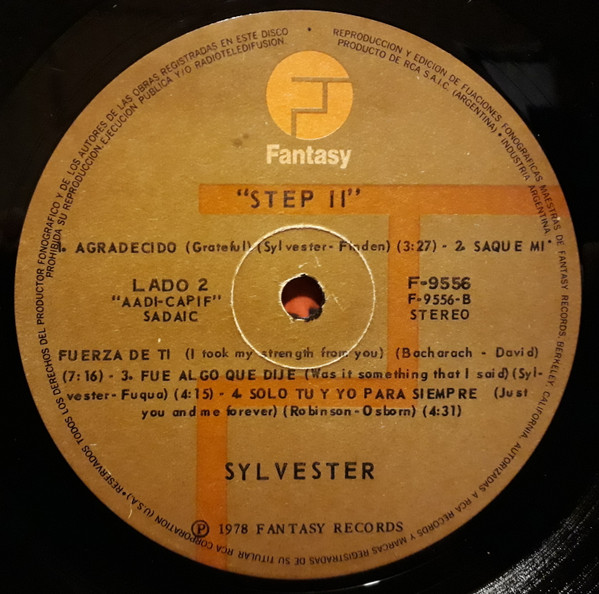 RESERVADOS TODOS LOS DERECHOS DEL PRODUCTOR FONOGRAFICO Y DE LOS AUTORES DE LAS OBRAS REGISTRADAS EN ESTE DISCO •
PROHIBIDA SU REPRODUCCION, EJECUCION PUBLICA Y/O RADIOTELEDIFUSION.
• REPRODUCCION Y EDICION DE FIJACIONES FONOGRAFICAS MAESTRAS DE FANTASY RECORDS, BERKELEY, CALIFORNIA, AUTORIZADAS A RCA RECORDS Y MARCAS REGISTRADAS DE SU TITULAR RCA CORPORATION (U.S.A.) •
PRODUCTO DE RCA S.A.I.C. (ARGENTINA) • INDUSTRIA ARGENTINA
Fantasy
"STEP II"
1. AGRADECIDO (Grateful) (Sylvester-Finden) (3:27) - 2. SAQUE MI
LADO 2
"AADI-CAPIF"
SADAIC
F-9556
F-9556-B
STEREO
FUERZA DE TI (I took my strength from you) (Bacharach - David)
(7:16) - 3. FUE ALGO QUE DIJE (Was it something that I said) (Syl-
vester-Fuqua) (4:15) - 4. SOLO TU Y YO PARA SIEMPRE (Just
you and me forever) (Robinson-Osborn) (4:31)
SYLVESTER
Ⓟ 1978 FANTASY RECORDS